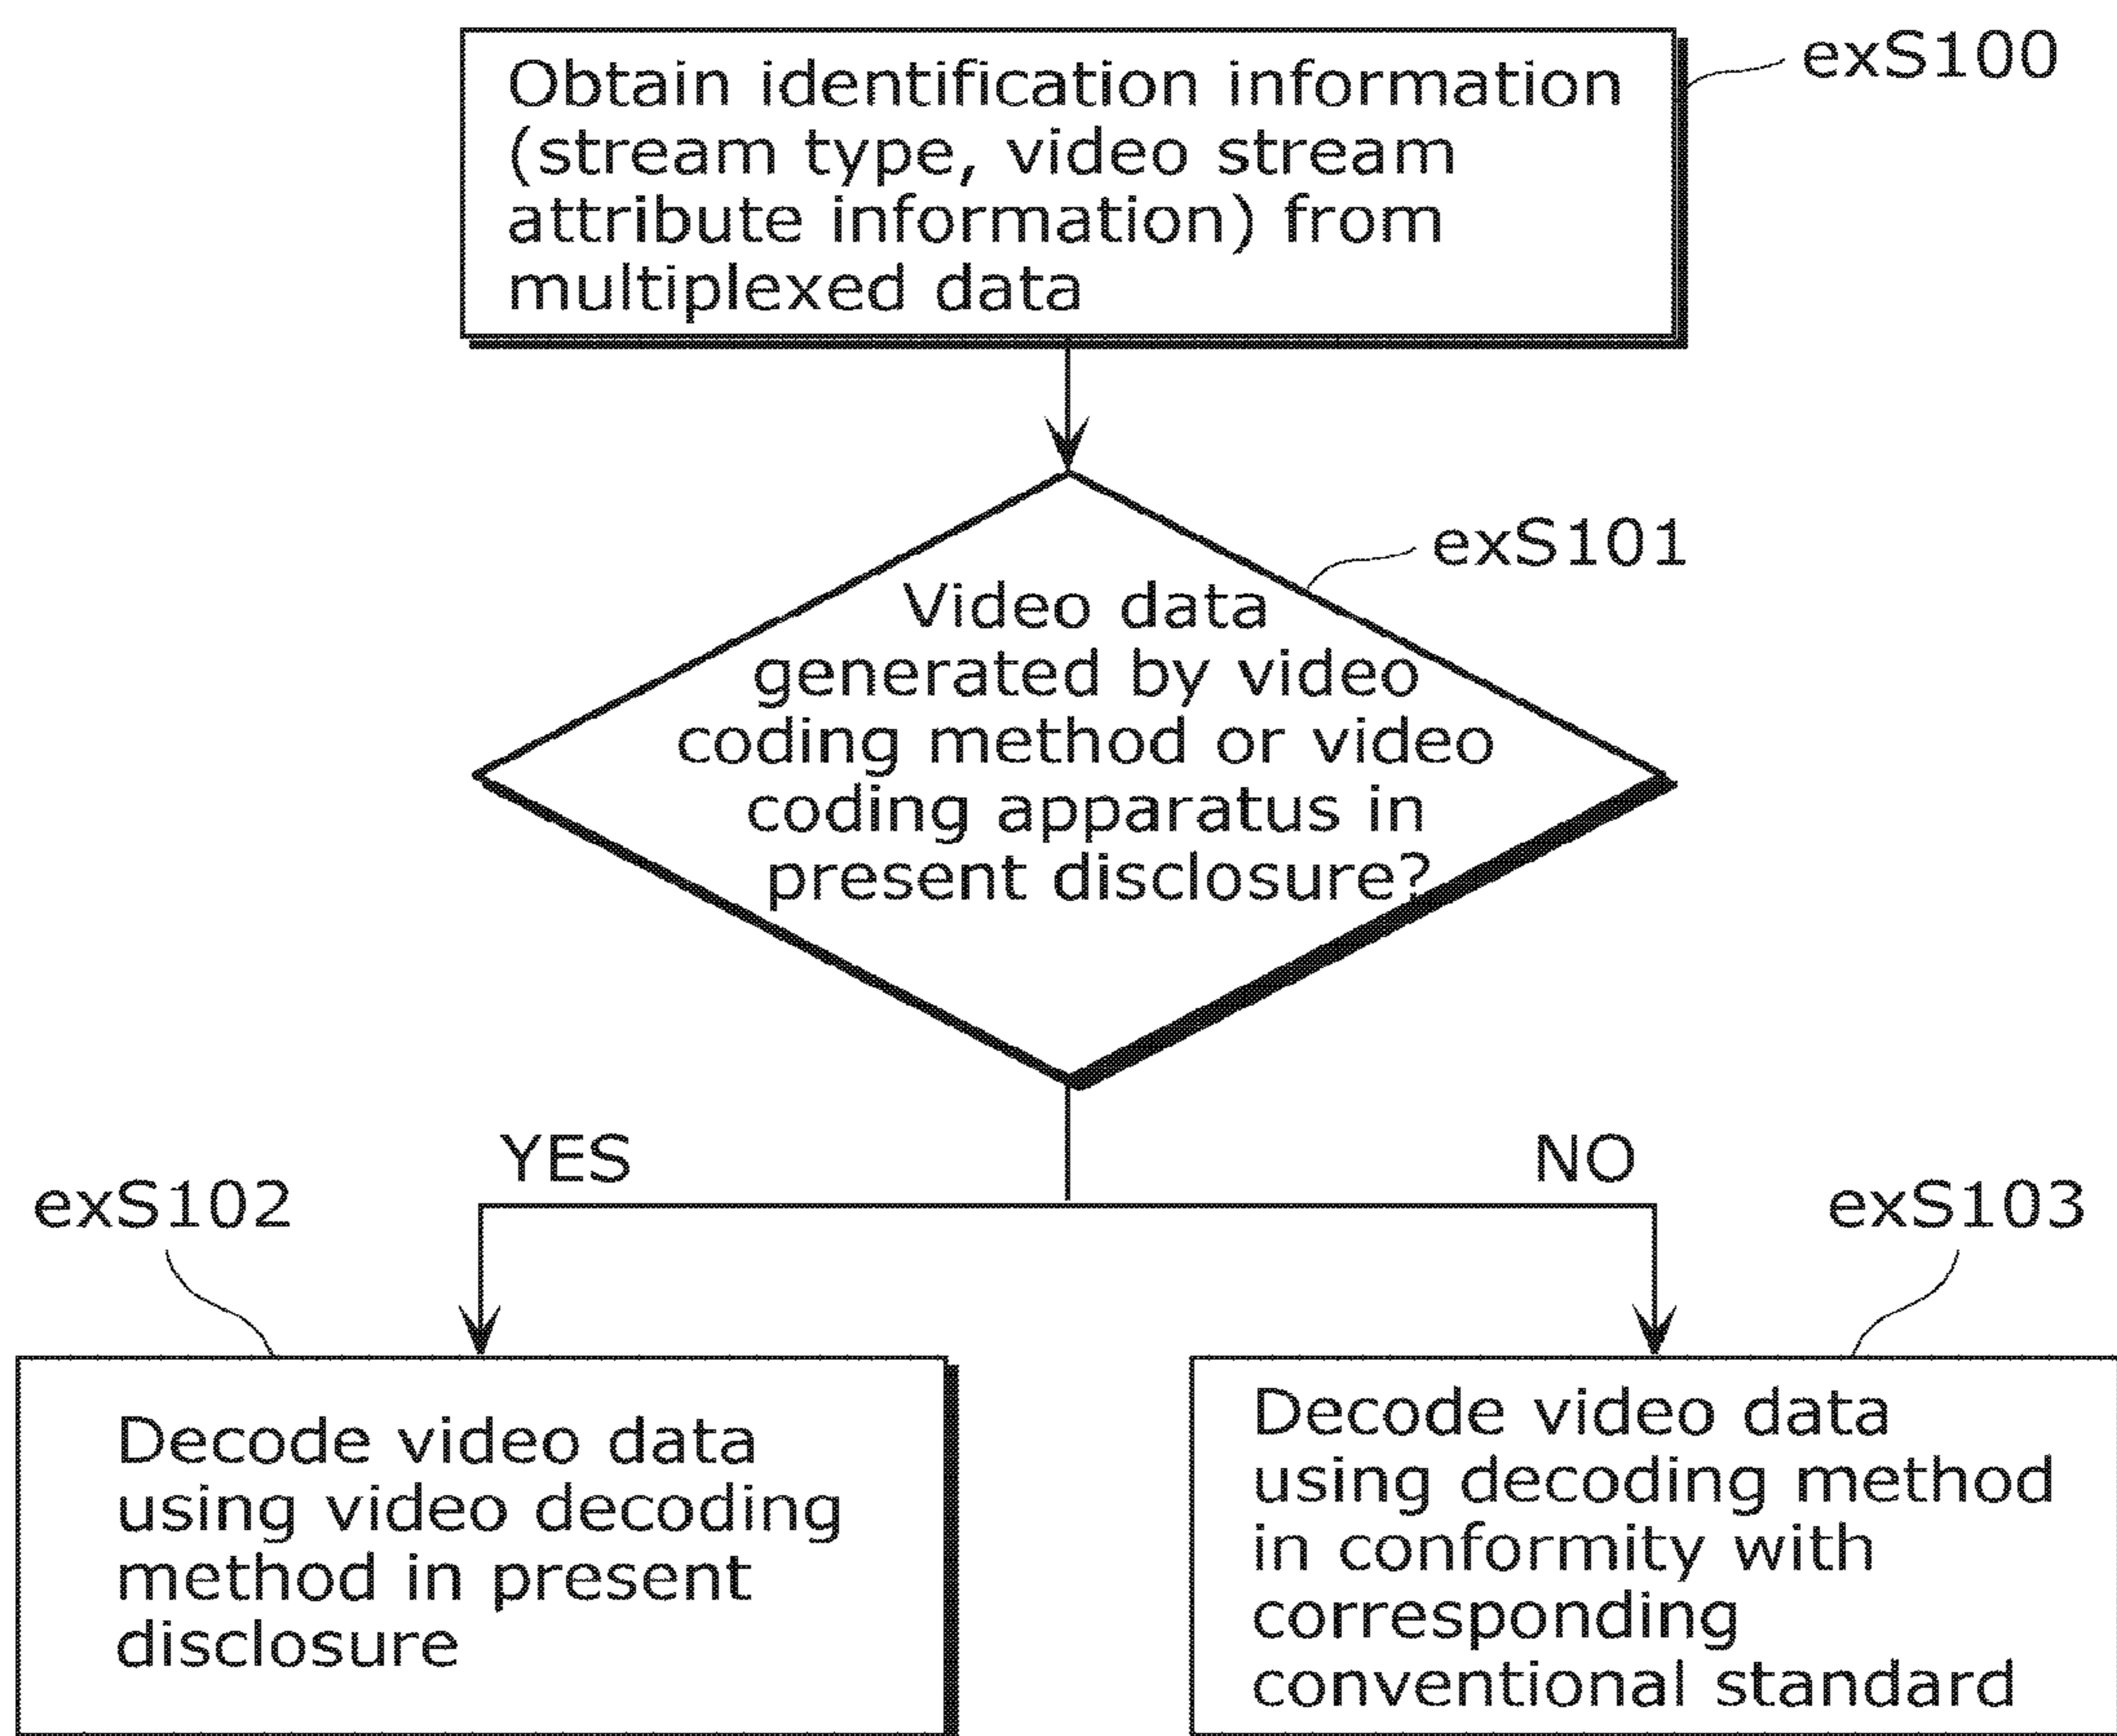 exS100
Obtain identification information
(stream type, video stream
attribute information) from
multiplexed data
exS101
Video data
generated by video
coding method or video
coding apparatus in
present disclosure?
YES
NO
exS102
exS103
Decode video data
using video decoding
method in present
disclosure
Decode video data
using decoding method
in conformity with
corresponding
conventional standard